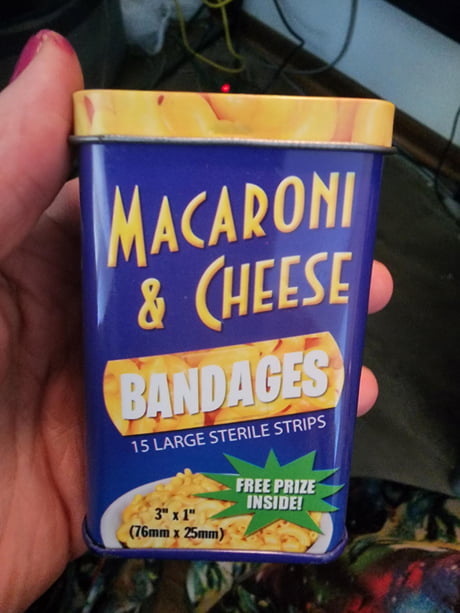 MACARONI
& CHEESE
BANDAGES
15 LARGE STERILE STRIPS
FREE PRIZE
INSIDE!
3" x 1"
(76mm x 25mm)